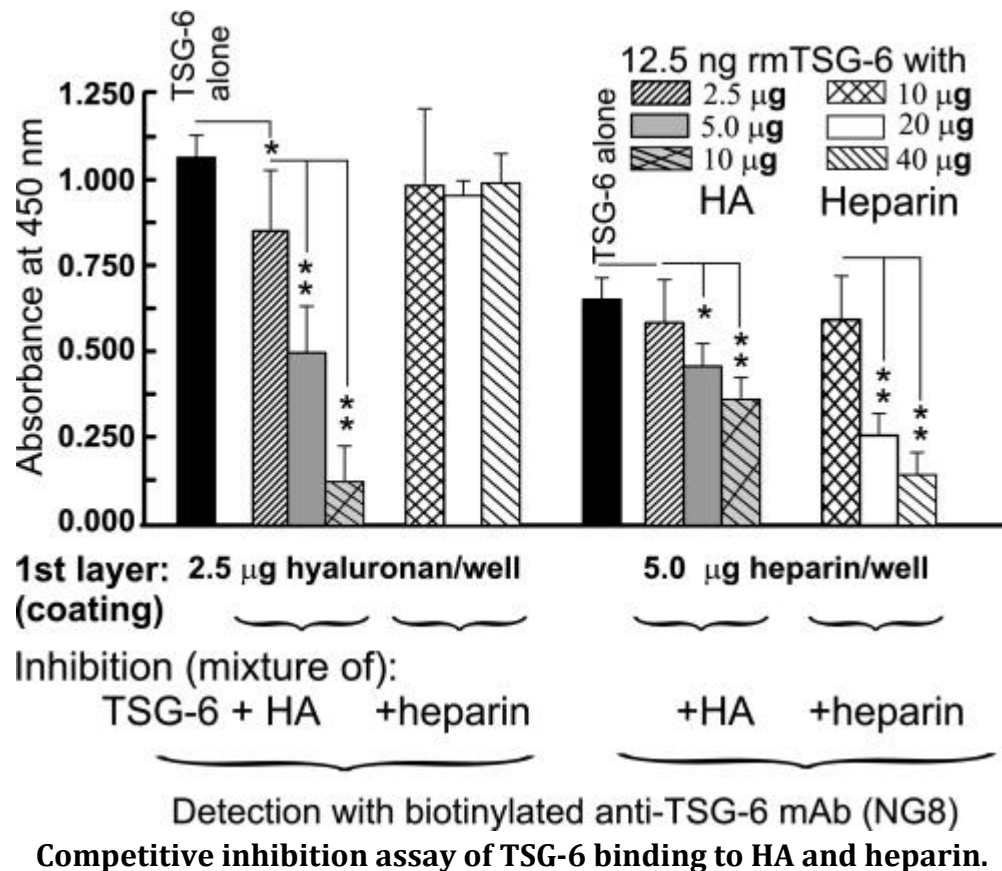 TSG-6
alone
12.5 ng rmTSG-6 with
2.5 μg 10 μg
5.0 μg 20 μg
10 μg 40 μg
HA Heparin
TSG-6 alone
Absorbance at 450 nm
1.250
1.000
0.750
0.500
0.250
0.000
*
**
**
*
**
**
**
1st layer: 2.5 μg hyaluronan/well 5.0 μg heparin/well
(coating)
Inhibition (mixture of):
TSG-6 + HA +heparin +HA +heparin
Detection with biotinylated anti-TSG-6 mAb (NG8)
Competitive inhibition assay of TSG-6 binding to HA and heparin.